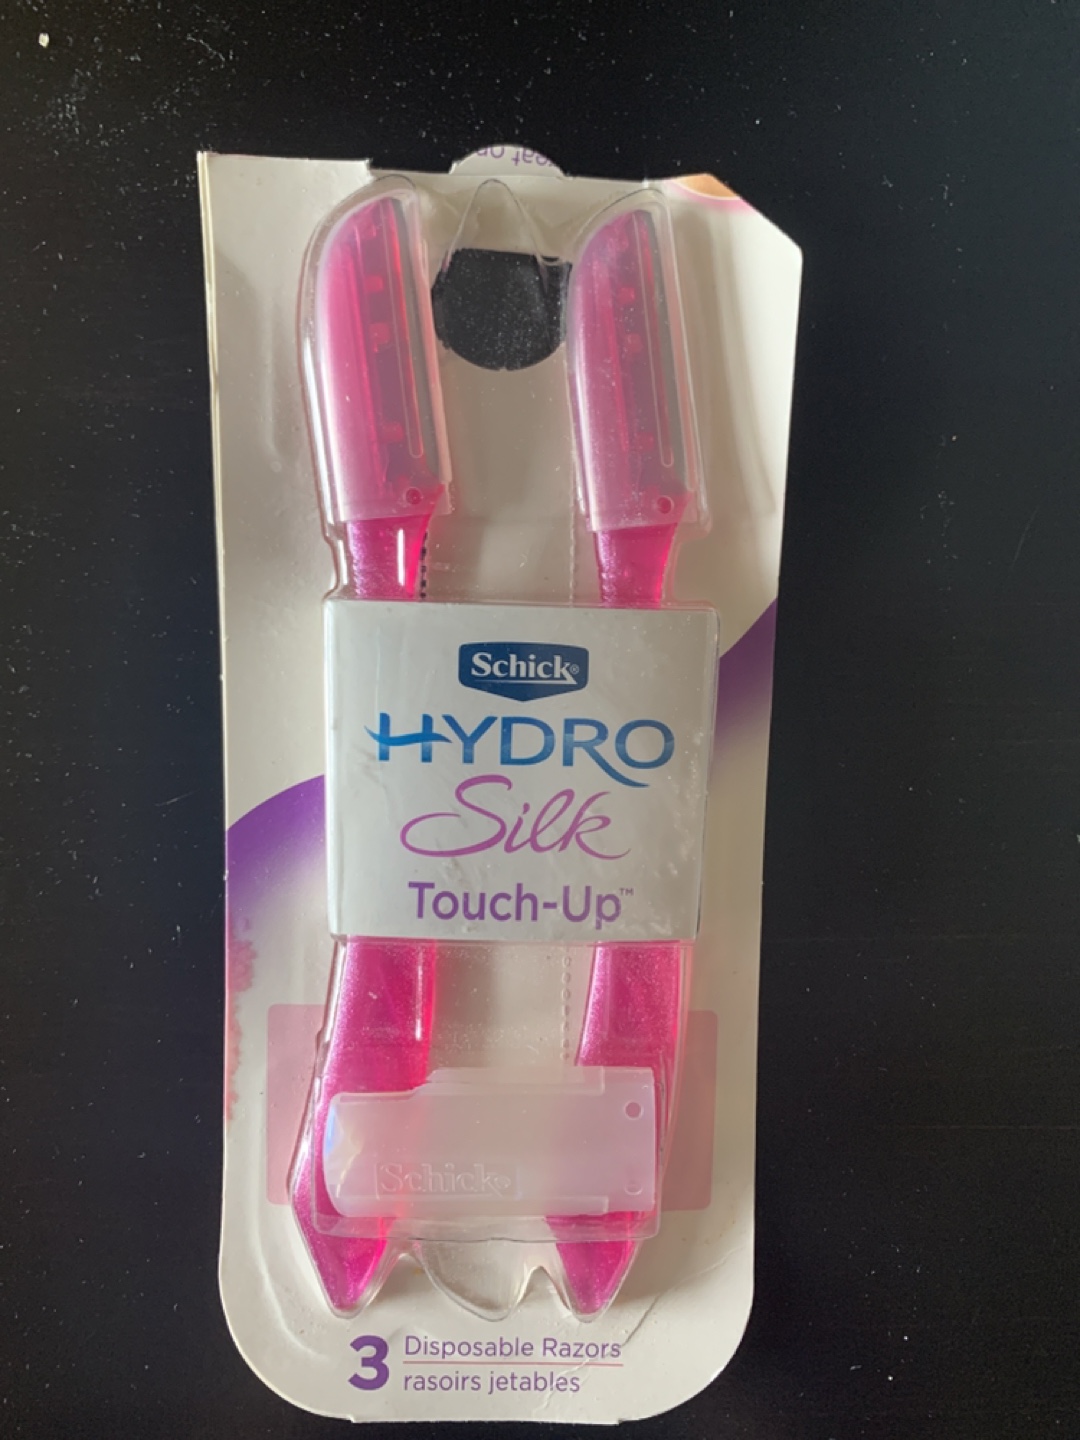 Schick®
HYDRO
Silk
Touch-Up™
Schick®
3 Disposable Razors
rasoirs jetables